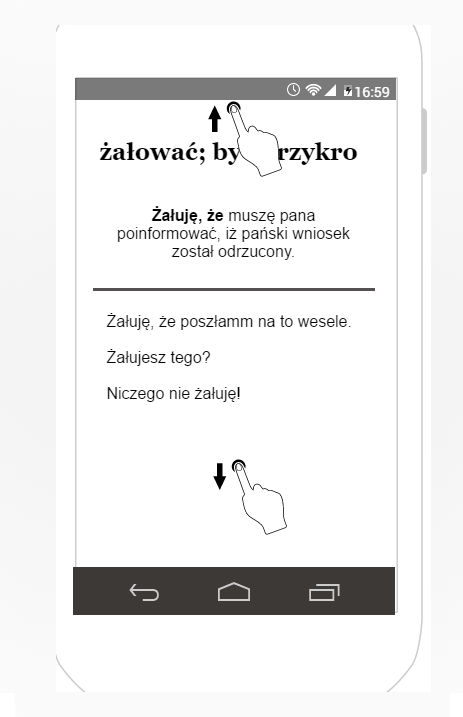 16:59
żałować; by rzykro
Żałuję, że muszę pana
poinformować, iż pański wniosek
został odrzucony.
Żałuję, że poszłamm na to wesele.
Żałujesz tego?
Niczego nie żałuję!